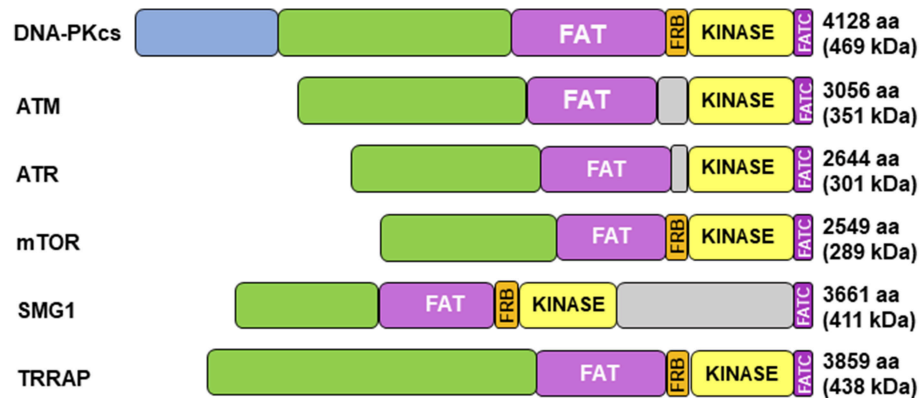 DNA-PKcs FAT FRB KINASE FATC 4128 aa
(469 kDa)
ATM FAT KINASE FATC 3056 aa
(351 kDa)
ATR FAT KINASE FATC 2644 aa
(301 kDa)
mTOR FAT FRB KINASE FATC 2549 aa
(289 kDa)
SMG1 FAT FRB KINASE FATC 3661 aa
(411 kDa)
TRRAP FAT FRB KINASE FATC 3859 aa
(438 kDa)